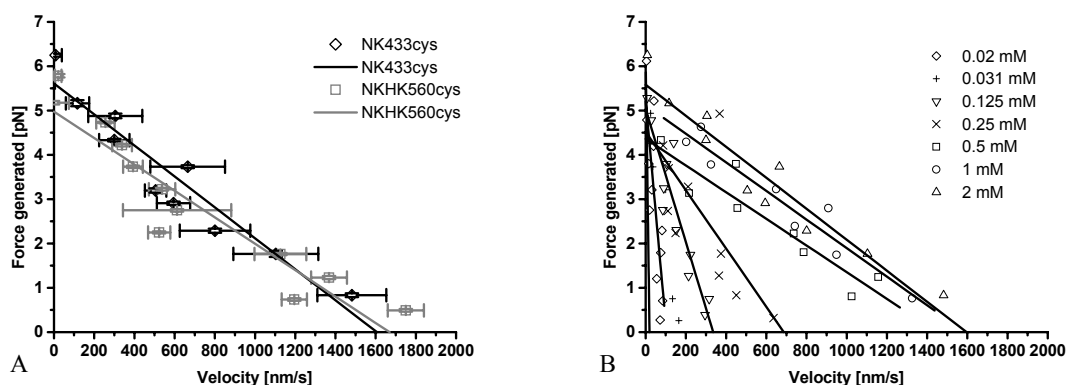 7
6
5
4
3
2
1
0
Force generated [pN]
0 200 400 600 800 1000 1200 1400 1600 1800 2000
Velocity [nm/s]
NK433cys
NK433cys
NKHK560cys
NKHK560cys
A
7
6
5
4
3
2
1
0
Force generated [pN]
0 200 400 600 800 1000 1200 1400 1600 1800 2000
Velocity [nm/s]
0.02 mM
0.031 mM
0.125 mM
0.25 mM
0.5 mM
1 mM
2 mM
B